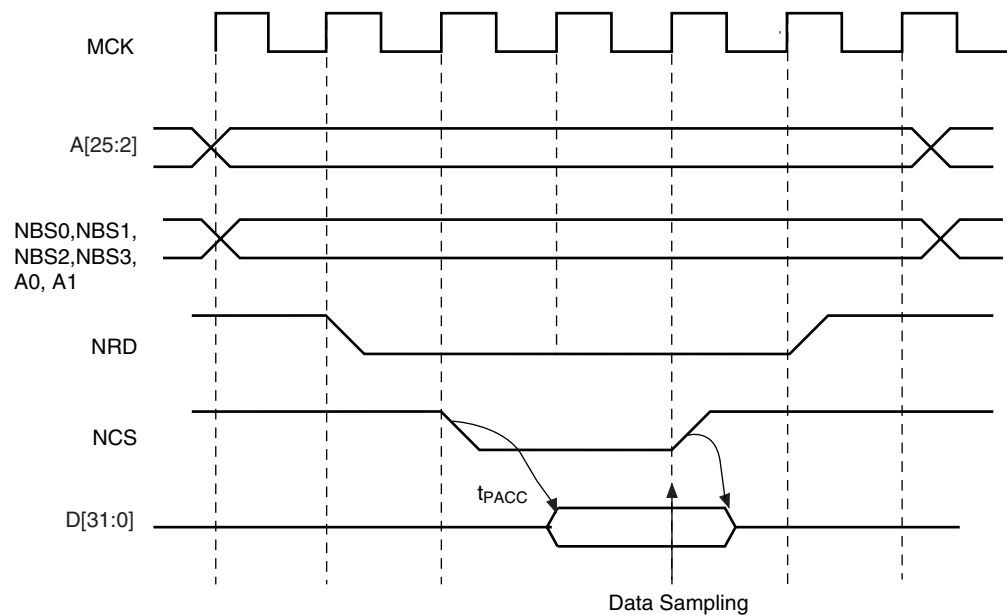 MCK
A[25:2]
NBS0,NBS1,
NBS2,NBS3,
A0, A1
NRD
NCS
tPACC
D[31:0]
Data Sampling